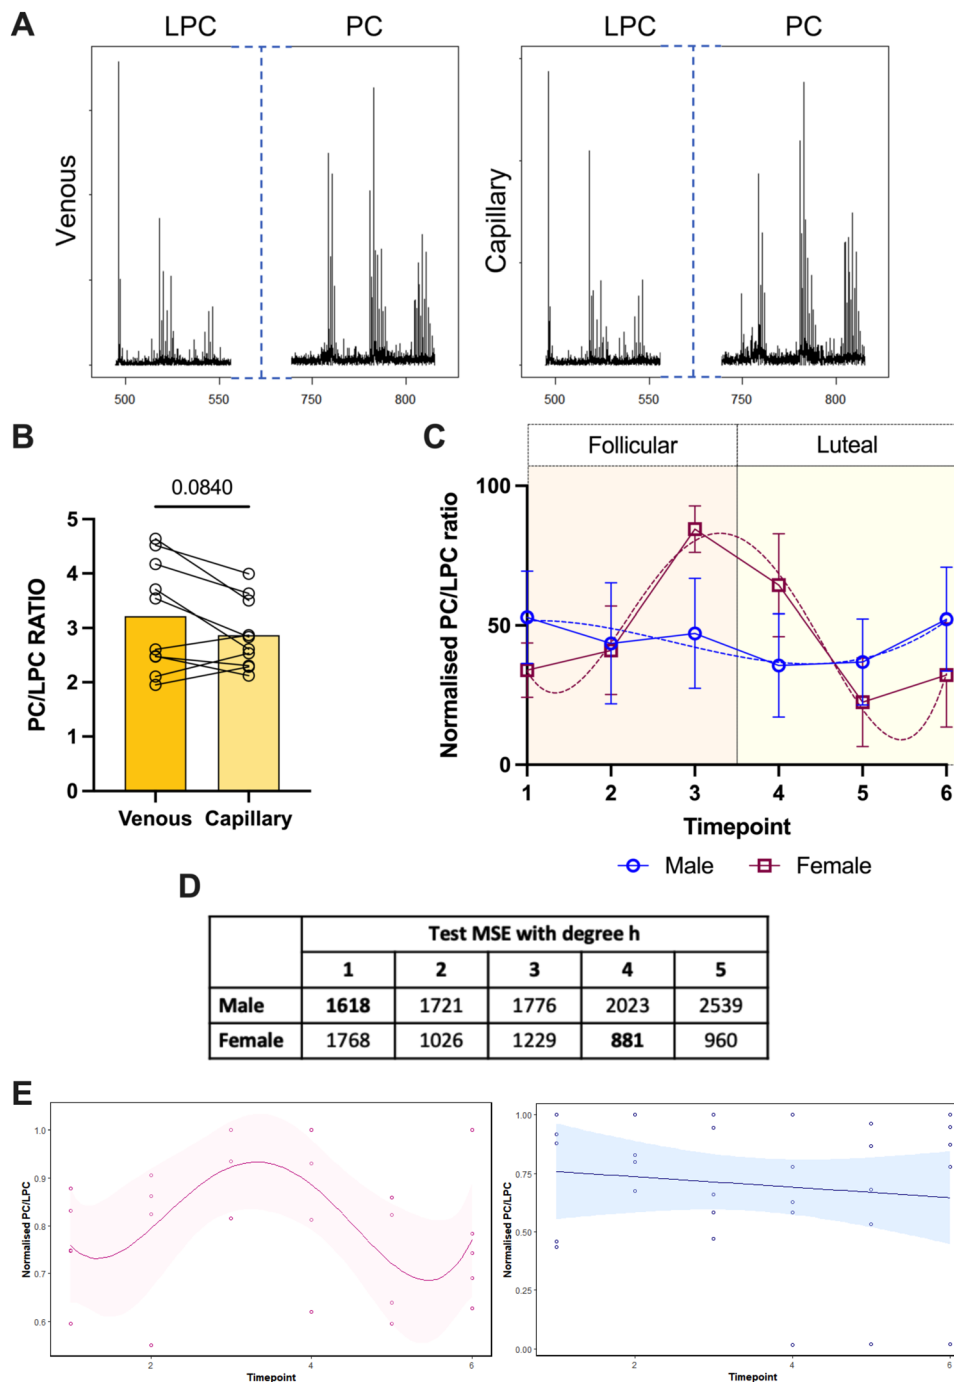 A
LPC PC
LPC PC
Venous
Capillary
500 550 750 800
500 550 750 800
B
0.0840
PC/LPC RATIO
5
4
3
2
1
0
Venous Capillary
C
Follicular Luteal
Normalised PC/LPC ratio
100
50
0
1 2 3 4 5 6
Timepoint
Male Female
D
Test MSE with degree h
1 2 3 4 5
Male 1618 1721 1776 2023 2539
Female 1768 1026 1229 881 960
E
Normalised PC/LPC
1.0
0.9
0.8
0.7
0.6
2 4 6
Timepoint
Normalised PC/LPC
1.00
0.75
0.50
0.25
0.00
2 4 6
Timepoint